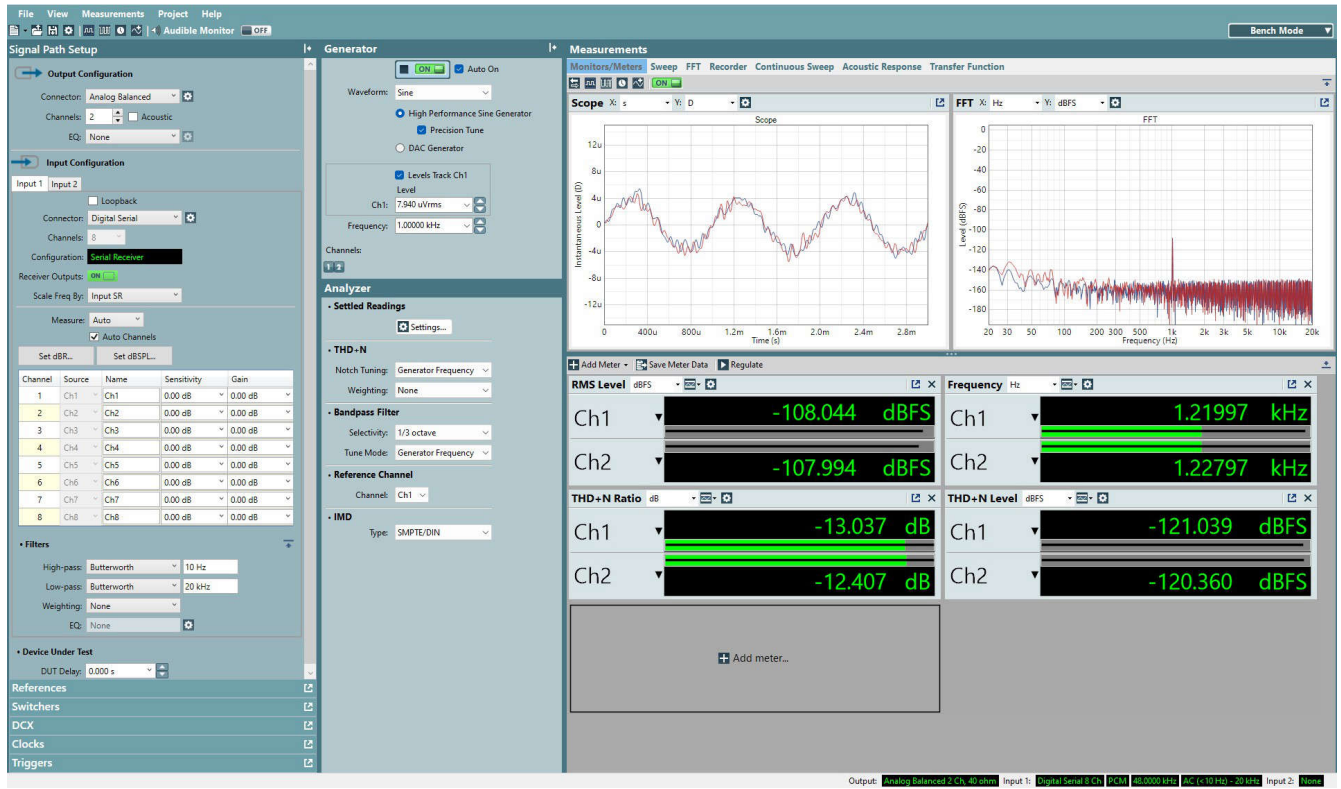 File View Measurements Project Help
Audible Monitor OFF
Bench Mode
Signal Path Setup
Output Configuration
Connector: Analog Balanced
Channels: 2 Acoustic
EQ: None
Input Configuration
Input 1 Input 2
Loopback
Connector: Digital Serial
Channels: 8
Configuration: Serial Receiver
Receiver Outputs: ON
Scale Freq By: Input SR
Measure: Auto
Auto Channels
Set dBR... Set dBSPL...
Channel Source Name Sensitivity Gain
1 Ch1 Ch1 0.00 dB 0.00 dB
2 Ch2 Ch2 0.00 dB 0.00 dB
3 Ch3 Ch3 0.00 dB 0.00 dB
4 Ch4 Ch4 0.00 dB 0.00 dB
5 Ch5 Ch5 0.00 dB 0.00 dB
6 Ch6 Ch6 0.00 dB 0.00 dB
7 Ch7 Ch7 0.00 dB 0.00 dB
8 Ch8 Ch8 0.00 dB 0.00 dB
• Filters
High-pass: Butterworth 10 Hz
Low-pass: Butterworth 20 kHz
Weighting: None
EQ: None
• Device Under Test
DUT Delay: 0.000 s
References
Switchers
DCX
Clocks
Triggers
Generator
ON Auto On
Waveform: Sine
High Performance Sine Generator
Precision Tune
DAC Generator
Levels Track Ch1
Level
Ch1: 7.940 uVrms
Frequency: 1.00000 kHz
Channels:
1 2
Analyzer
• Settled Readings
Settings...
• THD+N
Notch Tuning: Generator Frequency
Weighting: None
• Bandpass Filter
Selectivity: 1/3 octave
Tune Mode: Generator Frequency
• Reference Channel
Channel: Ch1
• IMD
Type: SMPTE/DIN
Measurements
Monitors/Meters Sweep FFT Recorder Continuous Sweep Acoustic Response Transfer Function
ON
Scope X: s Y: D
Scope
Instantaneous Level (D)
12u
8u
4u
0
-4u
-8u
-12u
0 400u 800u 1.2m 1.6m 2.0m 2.4m 2.8m
Time (s)
FFT X: Hz Y: dBFS
FFT
Level (dBFS)
0
-20
-40
-60
-80
-100
-120
-140
-160
-180
20 30 50 100 200 300 500 1k 2k 3k 5k 10k 20k
Frequency (Hz)
Add Meter Save Meter Data Regulate
RMS Level dBFS
Ch1 -108.044 dBFS
Ch2 -107.994 dBFS
Frequency Hz
Ch1 1.21997 kHz
Ch2 1.22797 kHz
THD+N Ratio dB
Ch1 -13.037 dB
Ch2 -12.407 dB
THD+N Level dBFS
Ch1 -121.039 dBFS
Ch2 -120.360 dBFS
Add meter...
Output: Analog Balanced 2 Ch, 40 ohm Input 1: Digital Serial 8 Ch PCM 48.0000 kHz AC (<10 Hz) - 20 kHz Input 2: None